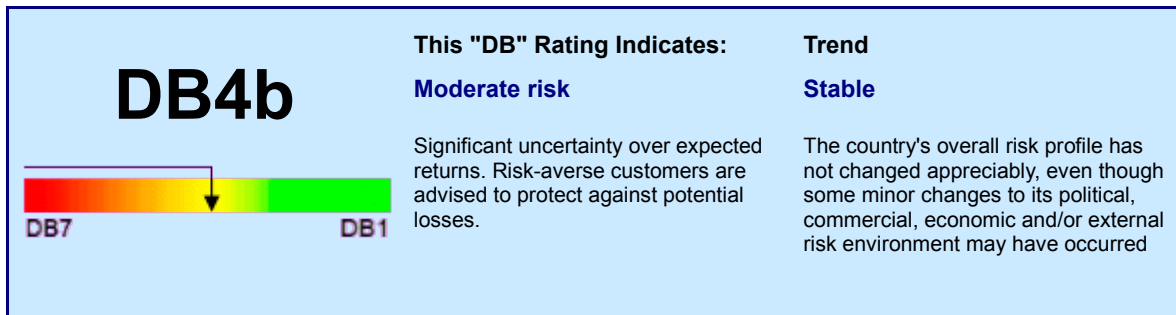 DB4b
DB7
DB1
This "DB" Rating Indicates:
Moderate risk
Significant uncertainty over expected
returns. Risk-averse customers are
advised to protect against potential
losses.
Trend
Stable
The country's overall risk profile has
not changed appreciably, even though
some minor changes to its political,
commercial, economic and/or external
risk environment may have occurred